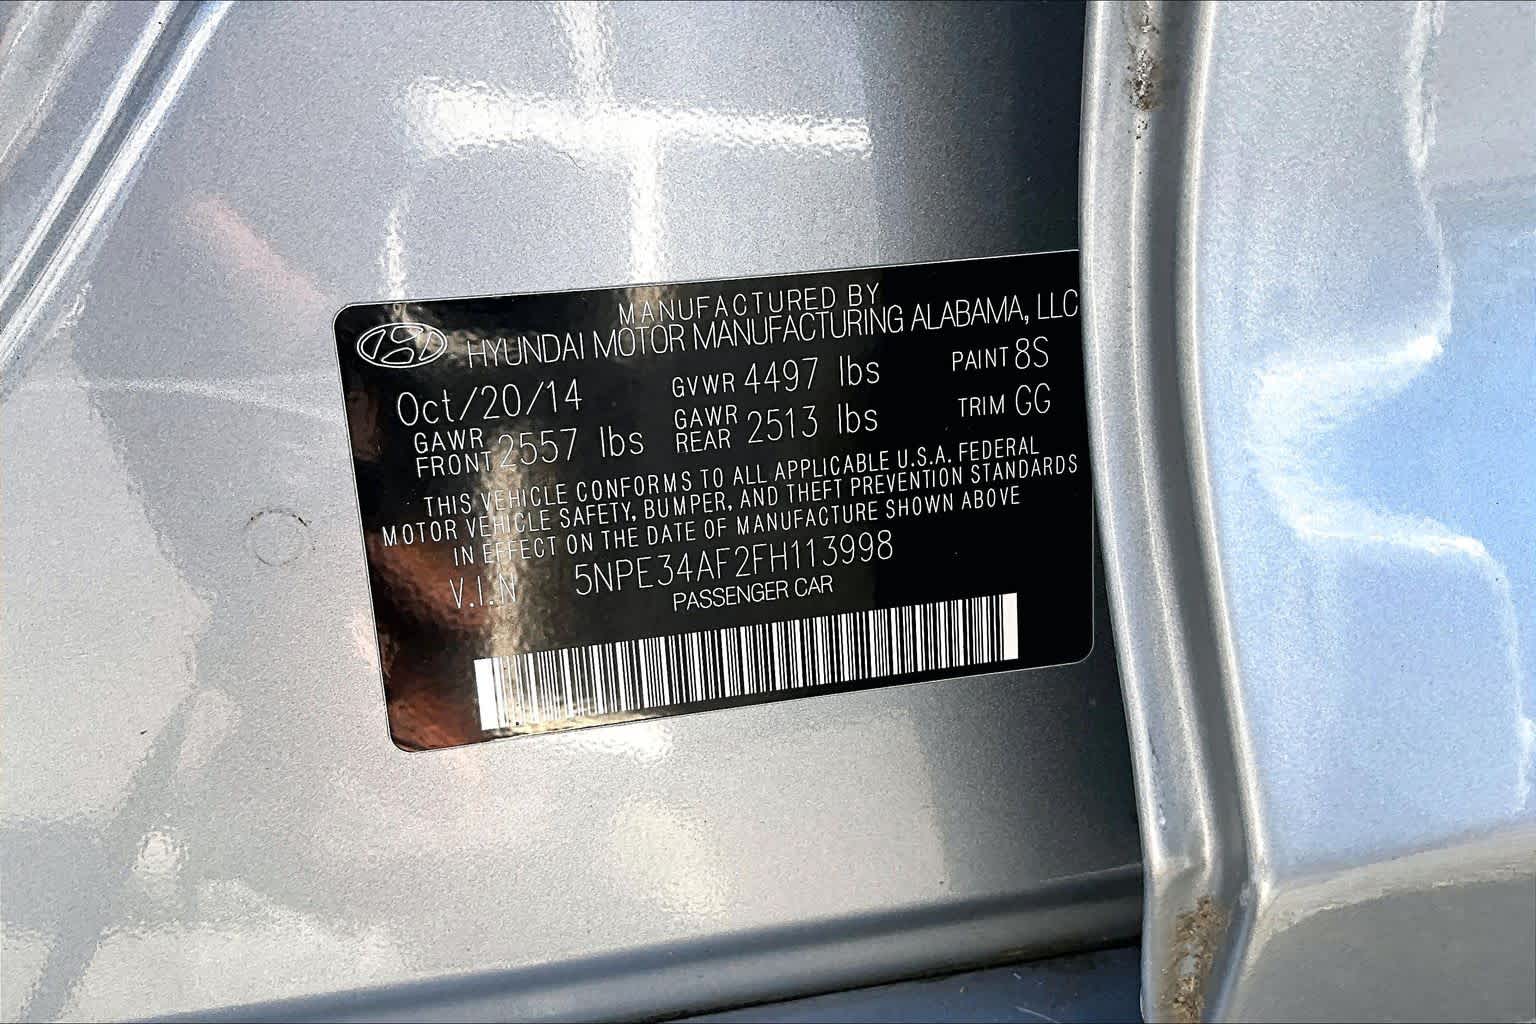 MANUFACTURED BY
HYUNDAI MOTOR MANUFACTURING ALABAMA, LLC
Oct/20/14 GVWR 4497 lbs PAINT 8S
GAWR FRONT 2557 lbs GAWR REAR 2513 lbs TRIM GG
THIS VEHICLE CONFORMS TO ALL APPLICABLE U.S.A. FEDERAL
MOTOR VEHICLE SAFETY, BUMPER, AND THEFT PREVENTION STANDARDS
IN EFFECT ON THE DATE OF MANUFACTURE SHOWN ABOVE
V.I.N 5NPE34AF2FH113998
PASSENGER CAR